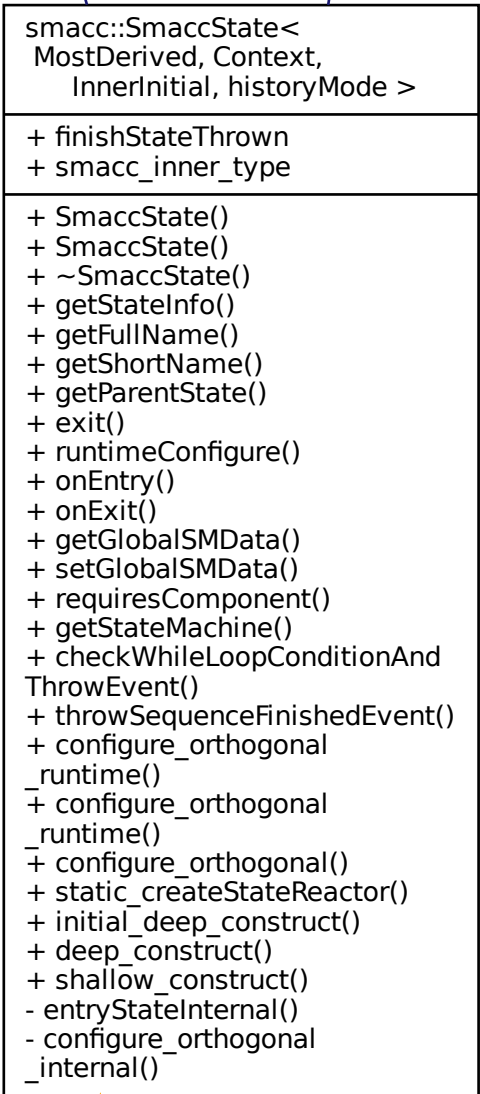 smacc::SmaccState<
MostDerived, Context,
InnerInitial, historyMode >
+ finishStateThrown
+ smacc_inner_type
+ SmaccState()
+ SmaccState()
+ ~SmaccState()
+ getStateInfo()
+ getFullName()
+ getShortName()
+ getParentState()
+ exit()
+ runtimeConfigure()
+ onEntry()
+ onExit()
+ getGlobalSMData()
+ setGlobalSMData()
+ requiresComponent()
+ getStateMachine()
+ checkWhileLoopConditionAnd
ThrowEvent()
+ throwSequenceFinishedEvent()
+ configure_orthogonal
_runtime()
+ configure_orthogonal
_runtime()
+ configure_orthogonal()
+ static_createStateReactor()
+ initial_deep_construct()
+ deep_construct()
+ shallow_construct()
- entryStateInternal()
- configure_orthogonal
_internal()